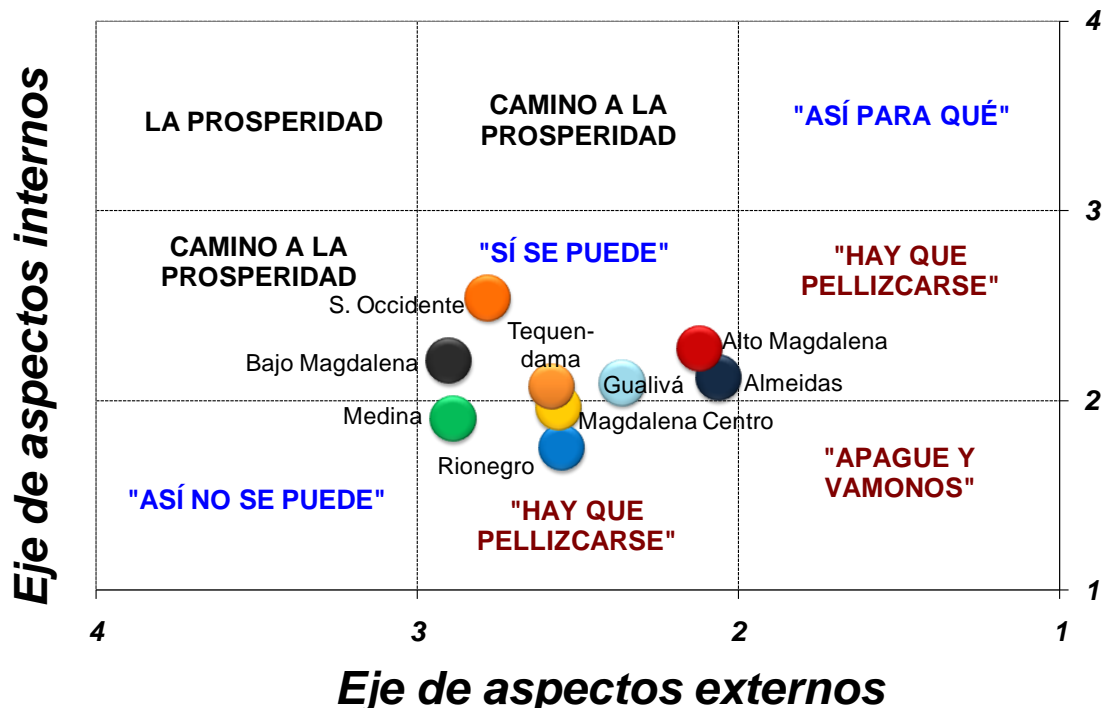 4
LA PROSPERIDAD
CAMINO A LA
PROSPERIDAD
"ASÍ PARA QUÉ"
3
CAMINO A LA
PROSPERIDAD
"SÍ SE PUEDE"
"HAY QUE
PELLIZCARSE"
S. Occidente
Tequen-
dama
Bajo Magdalena
Alto Magdalena
Gualivá
Almeidas
2
Medina
Magdalena Centro
Rionegro
"ASÍ NO SE PUEDE"
"HAY QUE
PELLIZCARSE"
"APAGUE Y
VAMONOS"
1
4
3
2
1
Eje de aspectos internos
Eje de aspectos externos